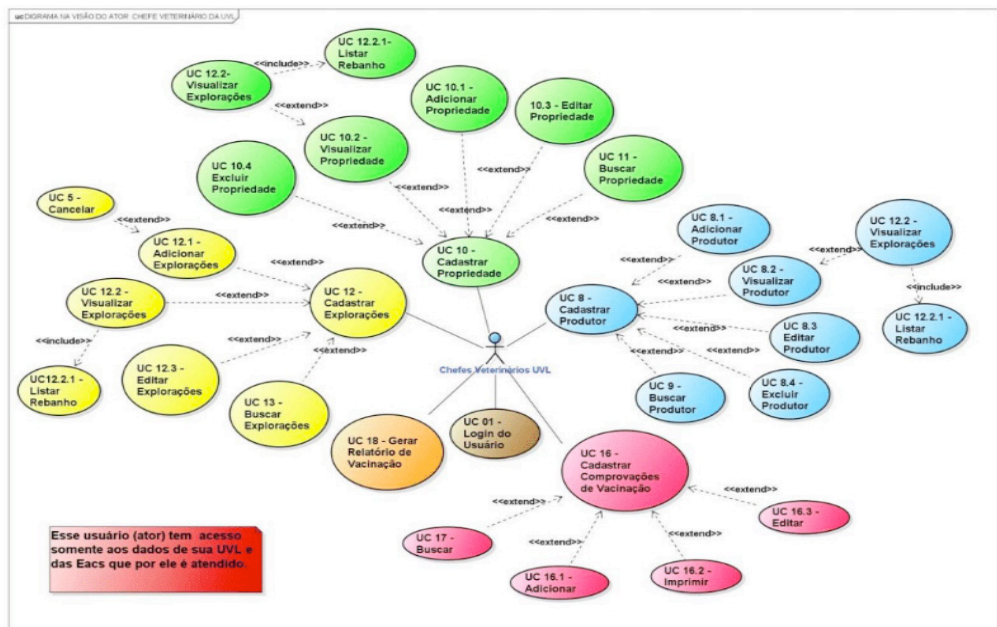 uc DIGRAMA NA VISÃO DO ATOR CHEFE VETERINÁRIO DA UVL
UC 12.2-
Visualizar
Explorações
<<include>>
UC 12.2.1-
Listar
Rebanho
<<extend>>
UC 10.1 -
Adicionar
Propriedade
10.3 - Editar
Propriedade
UC 10.2 -
Visualizar
Propriedade
UC 10.4
Excluir
Propriedade
UC 11 -
Buscar
Propriedade
<<extend>>
<<extend>>
<<extend>>
<<extend>>
<<extend>>
UC 10 -
Cadastrar
Propriedade
UC 5 -
Cancelar
<<extend>>
UC 12.1 -
Adicionar
Explorações
<<extend>>
UC 12.2 -
Visualizar
Explorações
<<extend>>
UC 12 -
Cadastrar
Explorações
<<include>>
UC12.2.1 -
Listar
Rebanho
<<extend>>
UC 12.3 -
Editar
Explorações
<<extend>>
UC 13 -
Buscar
Explorações
UC 8.1 -
Adicionar
Produtor
<<extend>>
UC 12.2 -
Visualizar
Explorações
<<extend>>
UC 8.2 -
Visualizar
Produtor
<<extend>>
<<include>>
UC 8 -
Cadastrar
Produtor
UC 12.2.1 -
Listar
Rebanho
<<extend>>
UC 8.3
Editar
Produtor
<<extend>>
<<extend>>
UC 9 -
Buscar
Produtor
UC 8.4 -
Excluir
Produtor
Chefes Veterinários UVL
UC 18 - Gerar
Relatório de
Vacinação
UC 01 -
Login do
Usuário
UC 16 -
Cadastrar
Comprovações
de Vacinação
<<extend>>
<<extend>>
<<extend>>
<<extend>>
UC 16.3 -
Editar
UC 17 -
Buscar
UC 16.1 -
Adicionar
UC 16.2 -
Imprimir
Esse usuário (ator) tem acesso
somente aos dados de sua UVL e
das Eacs que por ele é atendido.